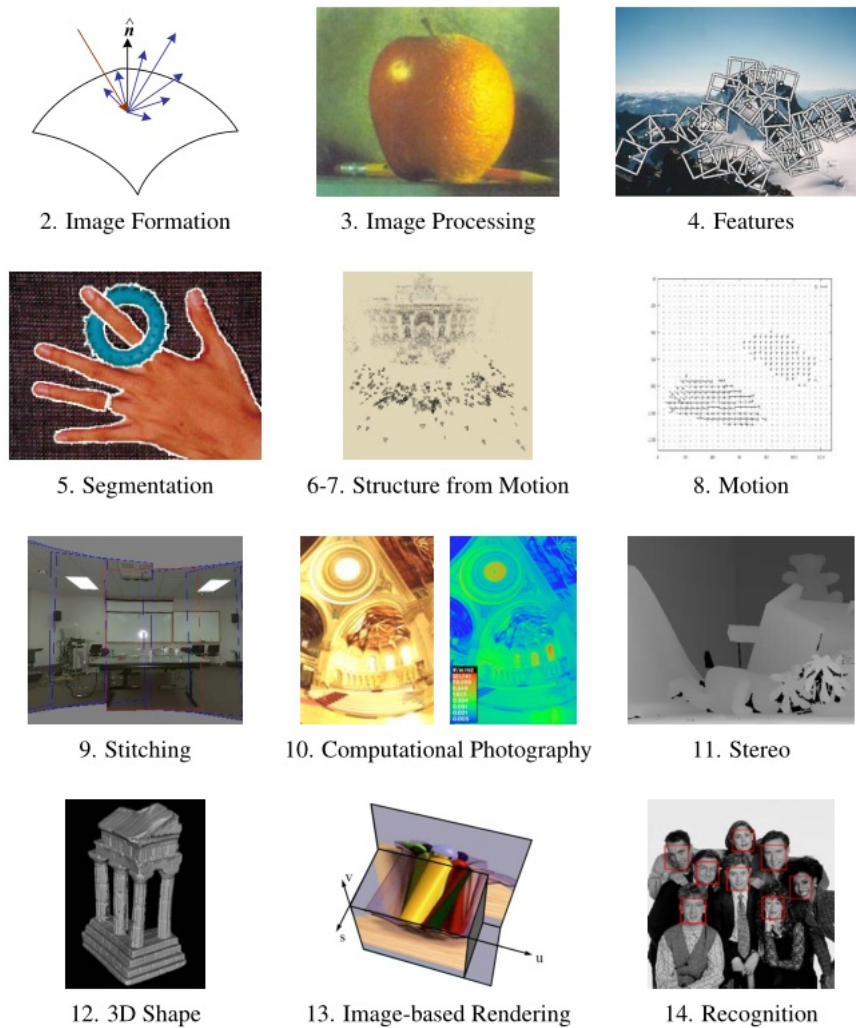 n̂
2. Image Formation
3. Image Processing
4. Features
5. Segmentation
6-7. Structure from Motion
8. Motion
9. Stitching
10. Computational Photography
11. Stereo
v
s
u
12. 3D Shape
13. Image-based Rendering
14. Recognition